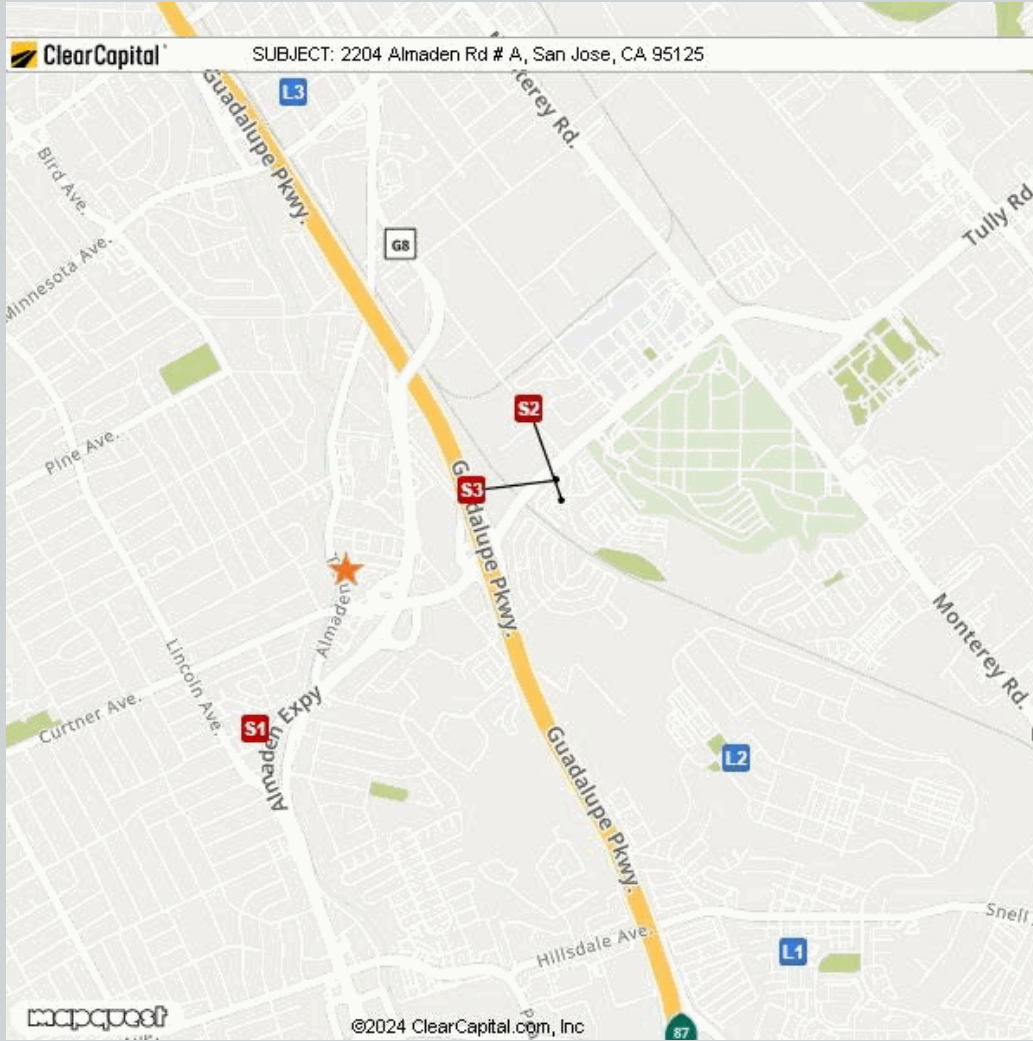 ClearCapital
SUBJECT: 2204 Almaden Rd # A, San Jose, CA 95125
L3
Guadalupe Pkwy.
terey Rd.
Bird Ave.
Tully Rd
G8
Minnesota Ave.
S2
Pine Ave.
S3
Guadalupe Pkwy.
Almaden
Monterey Rd.
Lincoln Ave.
Curtner Ave.
S1
Almaden Expy
L2
Guadalupe Pkwy.
Snell
Hillsdale Ave.
L1
mapquest
©2024 ClearCapital.com, Inc
87